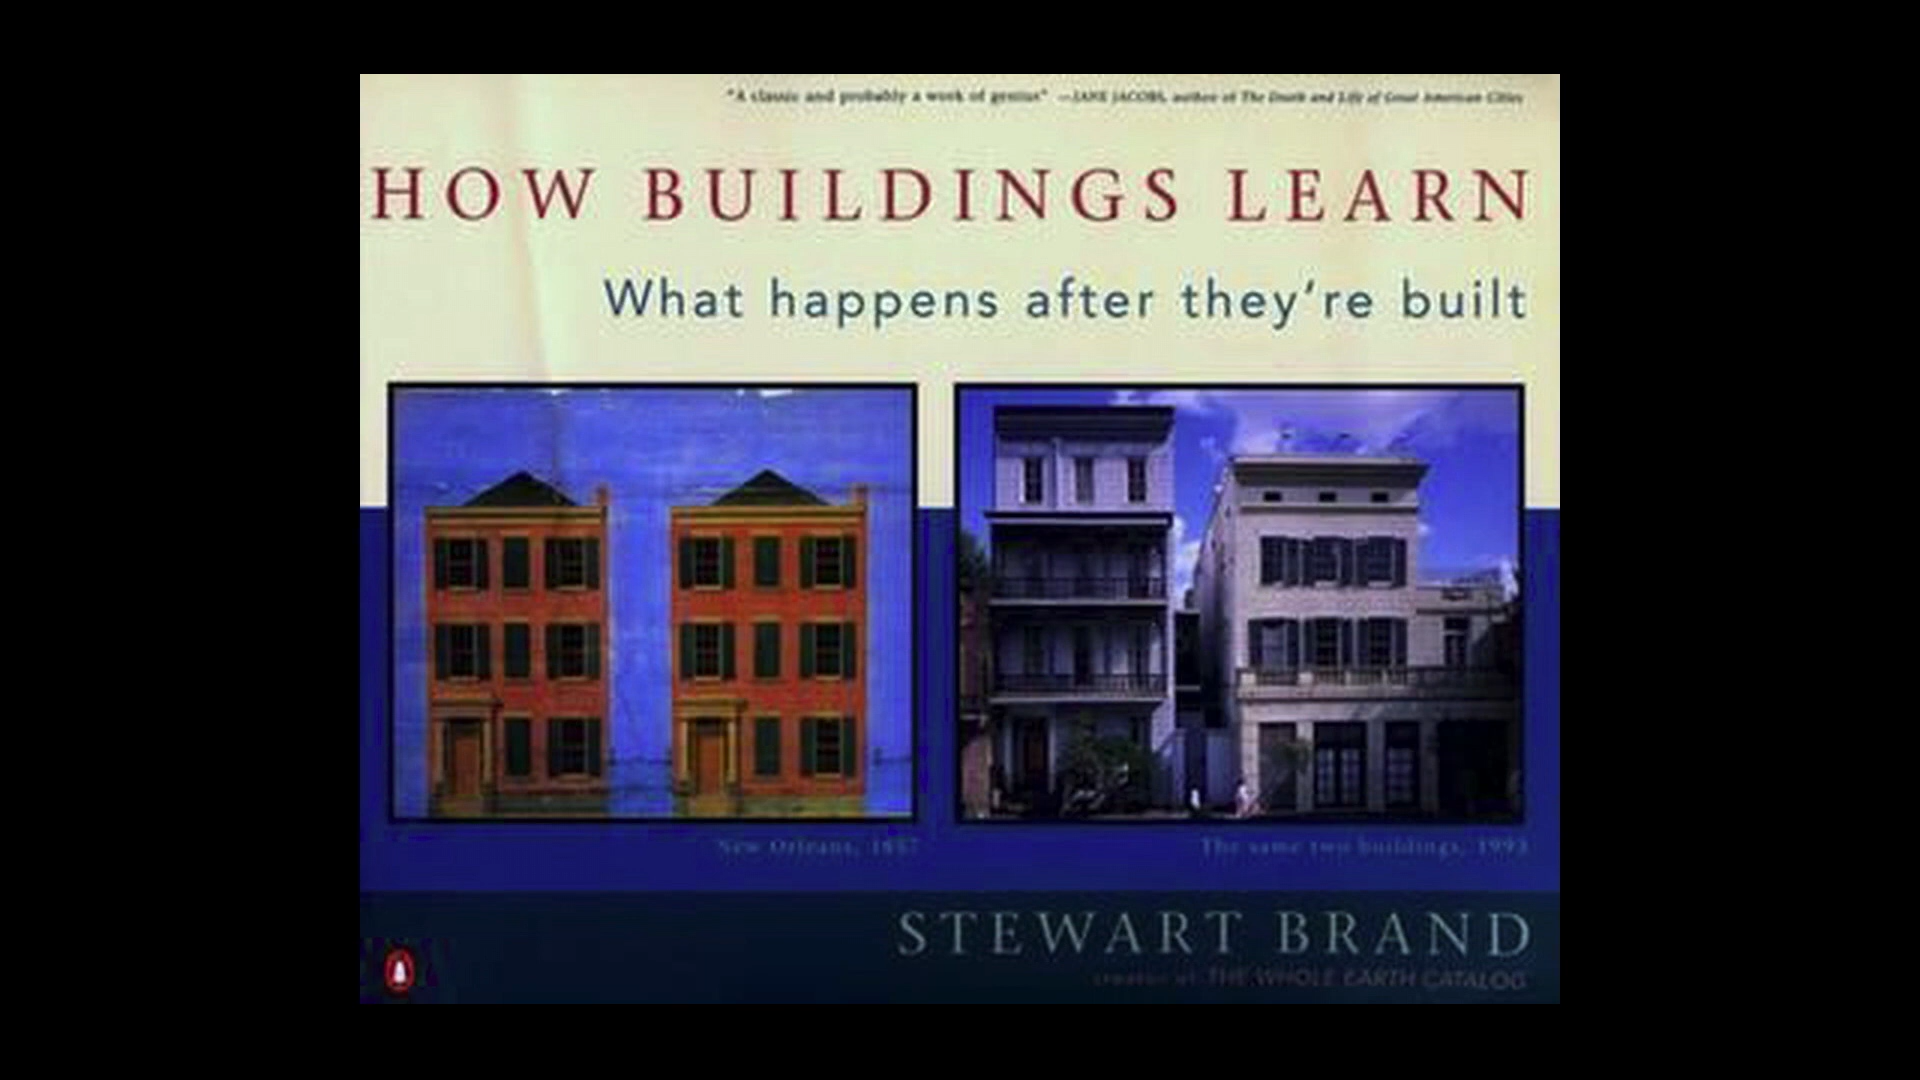 "A classic and probably a work of genius" —JANE JACOBS, author of The Death and Life of Great American Cities
HOW BUILDINGS LEARN
What happens after they're built
New Orleans, 1857
The same two buildings, 1993
STEWART BRAND
creator of THE WHOLE EARTH CATALOG